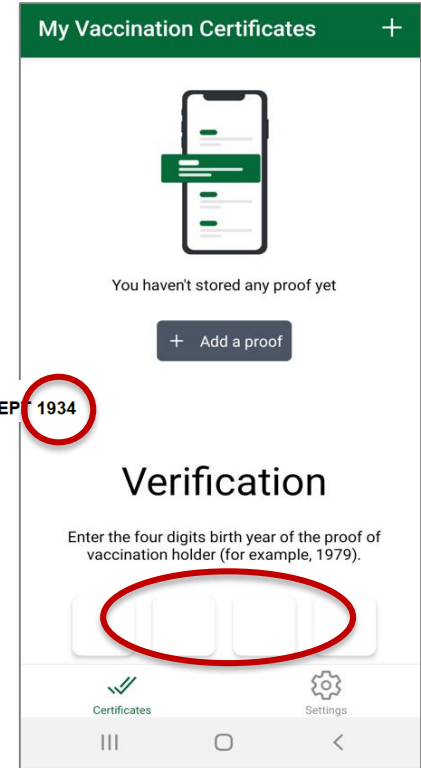 My Vaccination Certificates +
You haven't stored any proof yet
+ Add a proof
EPT 1934
Verification
Enter the four digits birth year of the proof of
vaccination holder (for example, 1979).
Certificates
Settings